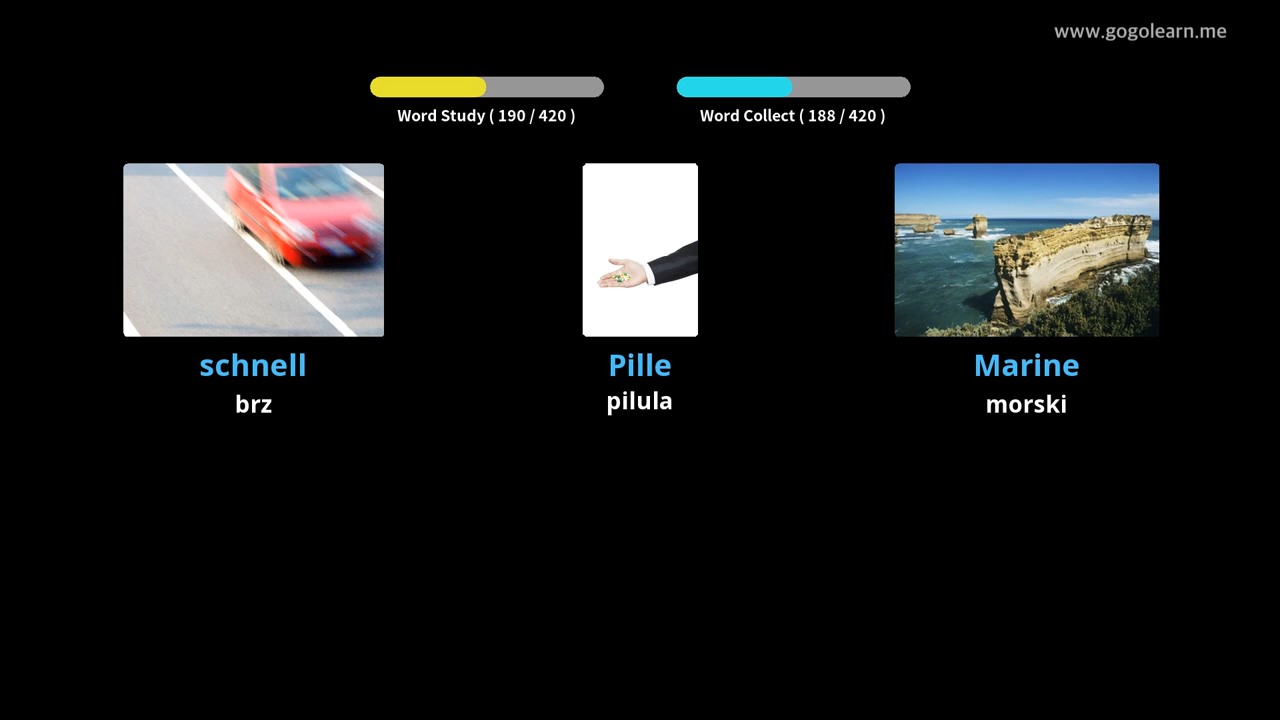 www.gogolearn.me
Word Study ( 190 / 420 )
Word Collect ( 188 / 420 )
schnell
brz
Pille
pilula
Marine
morski